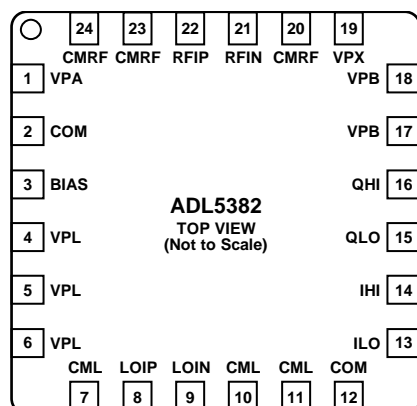 24 23 22 21 20 19
CMRF CMRF RFIP RFIN CMRF VPX
1 VPA VPB 18
2 COM VPB 17
3 BIAS QHI 16
ADL5382
TOP VIEW
(Not to Scale)
4 VPL QLO 15
5 VPL IHI 14
6 VPL ILO 13
CML LOIP LOIN CML CML COM
7 8 9 10 11 12